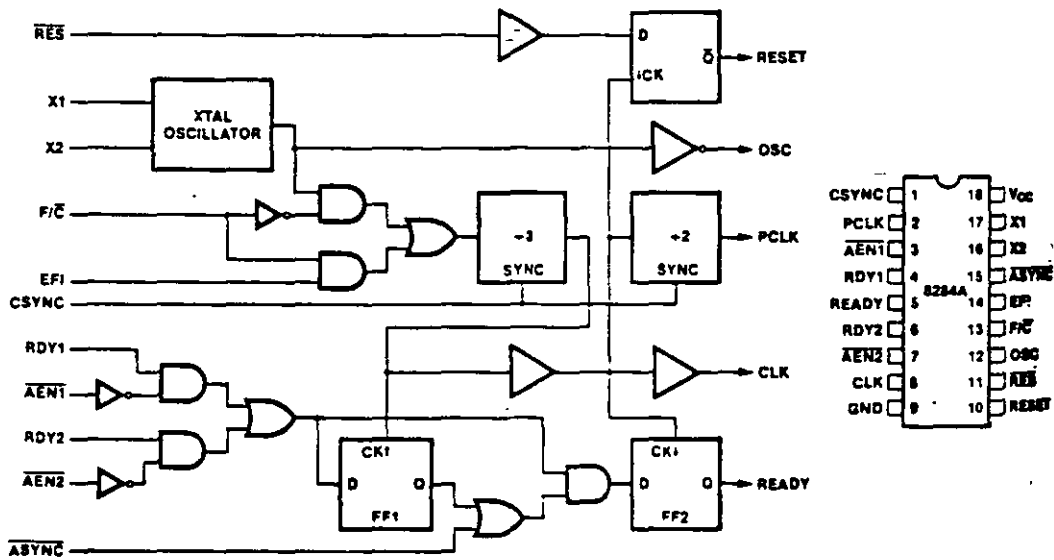 RES
D
Q
RESET
CK
X1
XTAL
OSCILLATOR
X2
OSC
F/C
÷3
SYNC
÷2
SYNC
PCLK
EFI
CSYNC
RDY1
AEN1
CLK
RDY2
AEN2
CK↑
D
Q
FF1
CK↓
D
Q
FF2
READY
ASYNC
CSYNC 1 18 VCC
PCLK 2 17 X1
AEN1 3 16 X2
RDY1 4 15 ASYNC
READY 5 8284A 14 EFI
RDY2 6 13 F/C
AEN2 7 12 OSC
CLK 8 11 RES
GND 9 10 RESET